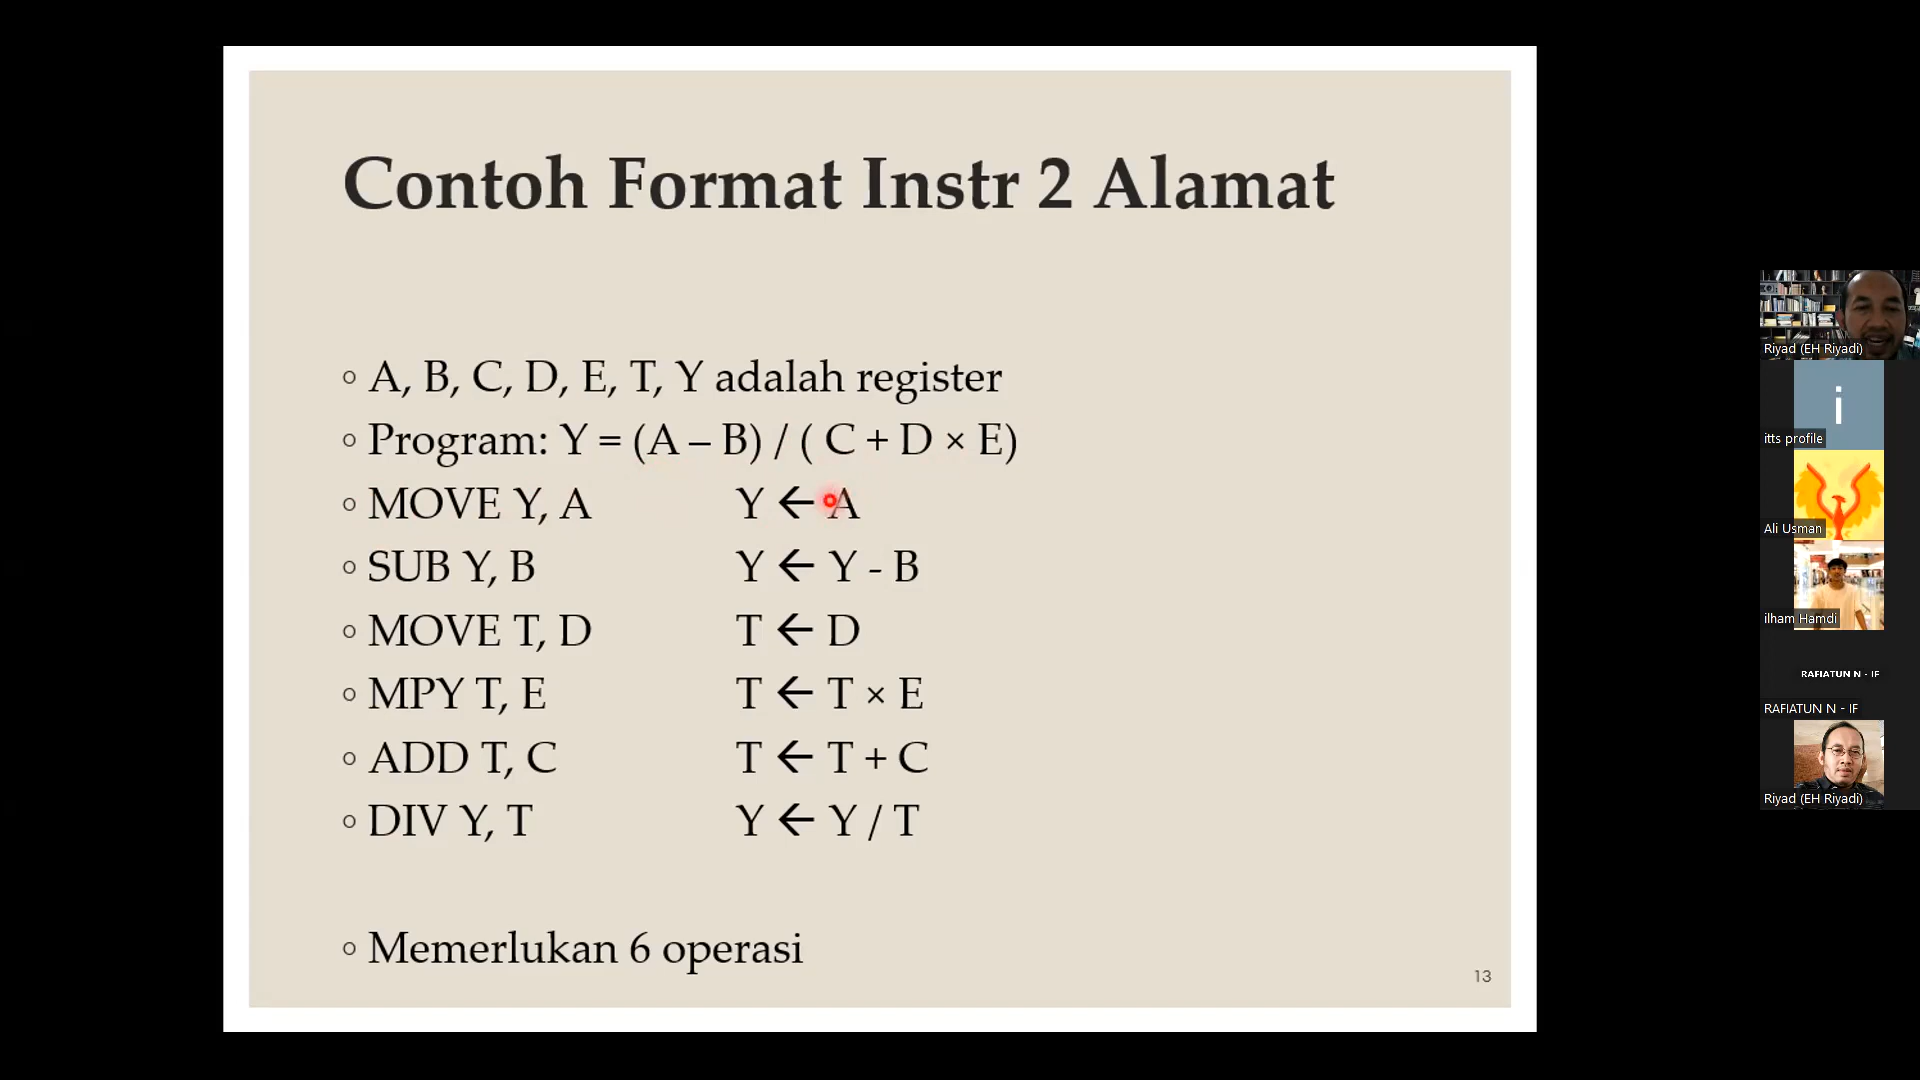 Contoh Format Instr 2 Alamat
◦ A, B, C, D, E, T, Y adalah register
◦ Program: Y = (A – B) / ( C + D × E)
◦ MOVE Y, A Y ← A
◦ SUB Y, B Y ← Y - B
◦ MOVE T, D T ← D
◦ MPY T, E T ← T × E
◦ ADD T, C T ← T + C
◦ DIV Y, T Y ← Y / T
◦ Memerlukan 6 operasi
13
Riyad (EH Riyadi)
i
itts profile
Ali Usman
ilham Hamdi
RAFIATUN N - IF
RAFIATUN N - IF
Riyad (EH Riyadi)